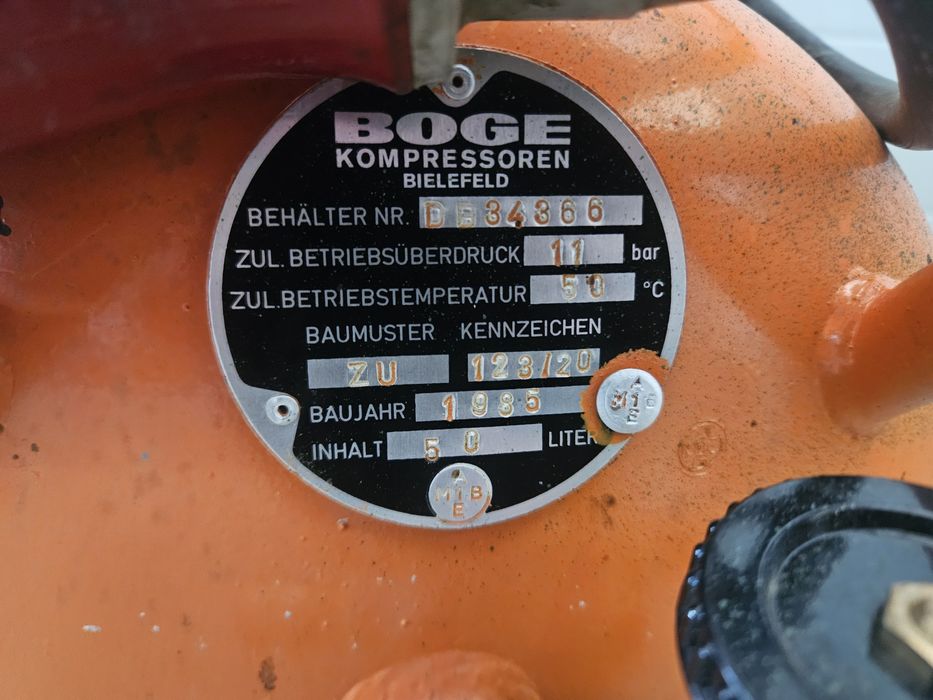 BOGE
KOMPRESSOREN
BIELEFELD
BEHÄLTER NR. DB34366
ZUL. BETRIEBSÜBERDRUCK 11 bar
ZUL. BETRIEBSTEMPERATUR 50 °C
BAUMUSTER KENNZEICHEN
ZU 123/20
BAUJAHR 1985
INHALT 50 LITER